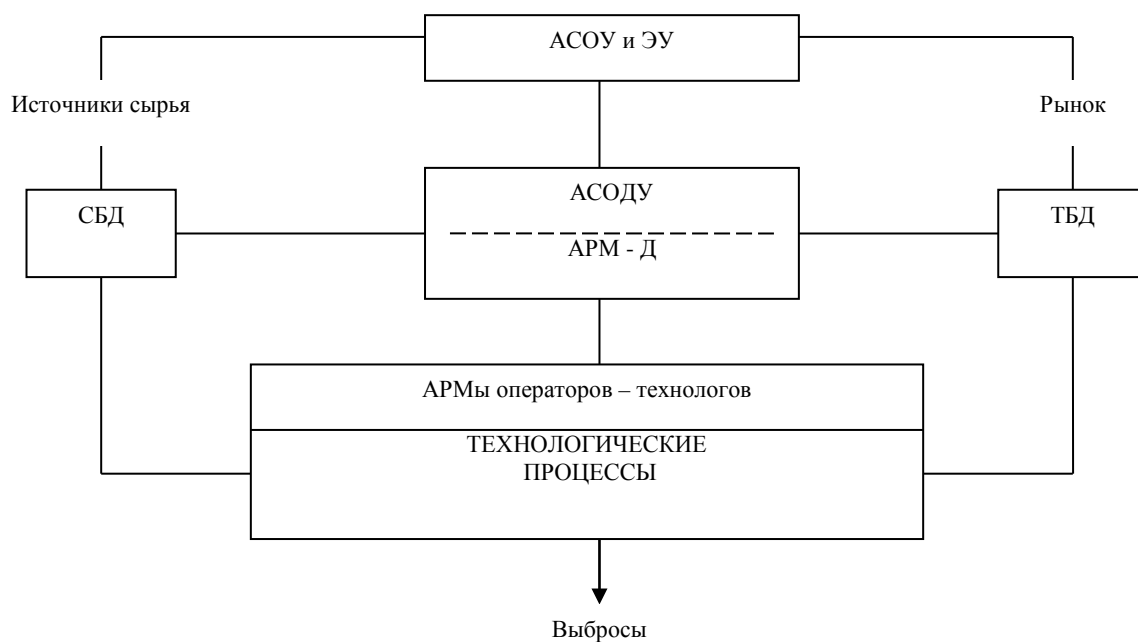 АСОУ и ЭУ
Источники сырья
Рынок
АСОДУ
СБД
ТБД
АРМ - Д
АРМы операторов – технологов
ТЕХНОЛОГИЧЕСКИЕ
ПРОЦЕССЫ
Выбросы